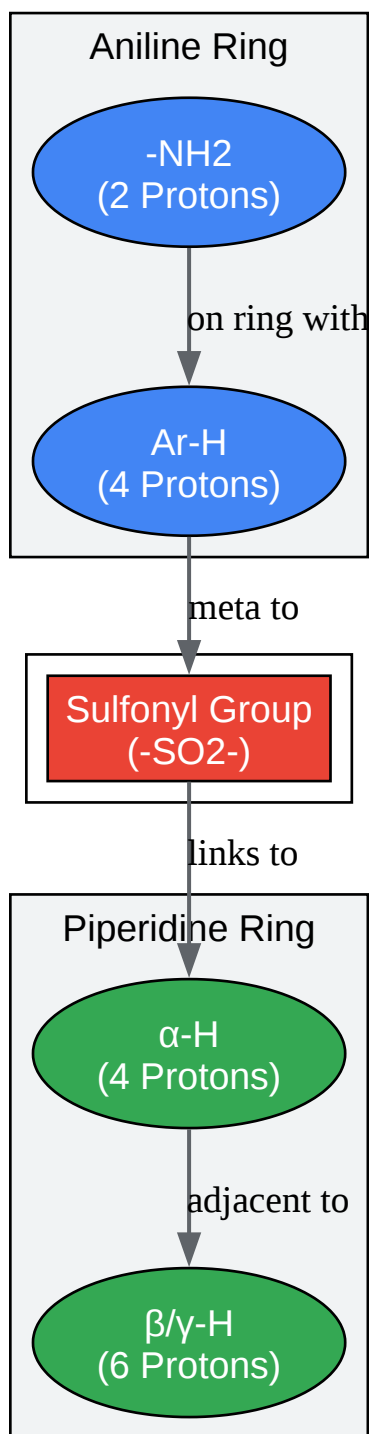 Aniline Ring
-NH2
(2 Protons)
on ring with
Ar-H
(4 Protons)
meta to
Sulfonyl Group
(-SO2-)
links to
Piperidine Ring
α-H
(4 Protons)
adjacent to
β/γ-H
(6 Protons)